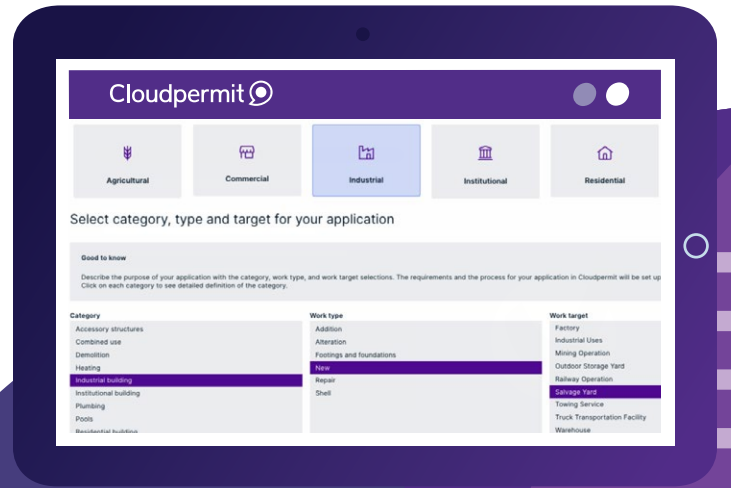 Cloudpermit
Agricultural
Commercial
Industrial
Institutional
Residential
Select category, type and target for your application
Good to know
Describe the purpose of your application with the category, work type, and work target selections. The requirements and the process for your application in Cloudpermit will be set up
Click on each category to see detailed definition of the category.
Category
Accessory structures
Combined use
Demolition
Heating
Industrial building
Institutional building
Plumbing
Pools
Residential building
Work type
Addition
Alteration
Footings and foundations
New
Repair
Shell
Work target
Factory
Industrial Uses
Mining Operation
Outdoor Storage Yard
Railway Operation
Salvage Yard
Towing Service
Truck Transportation Facility
Warehouse